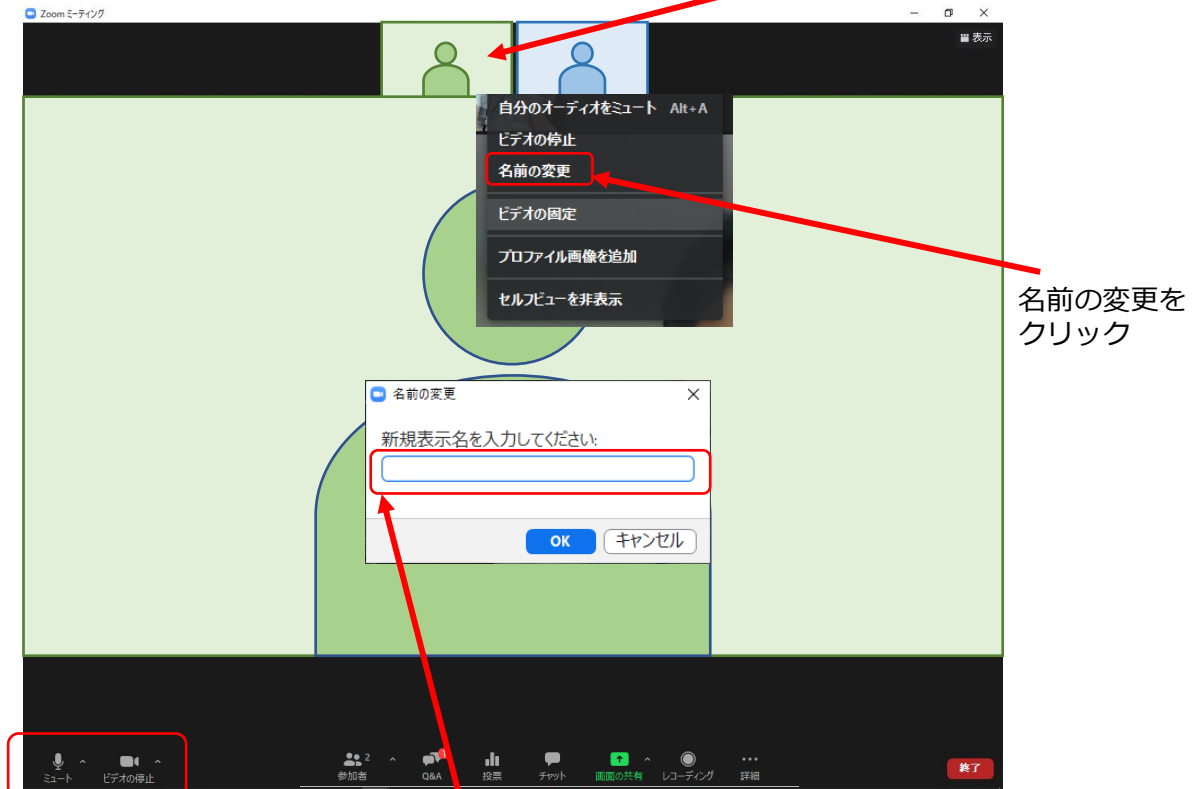 Zoom ミーティング
表示
自分のオーディオをミュート Alt+A
ビデオの停止
名前の変更
ビデオの固定
プロファイル画像を追加
セルフビューを非表示
名前の変更を
クリック
名前の変更
新規表示名を入力してください:
OK キャンセル
2 1
ミュート ビデオの停止 参加者 Q&A 投票 チャット 画面の共有 レコーディング 詳細 終了